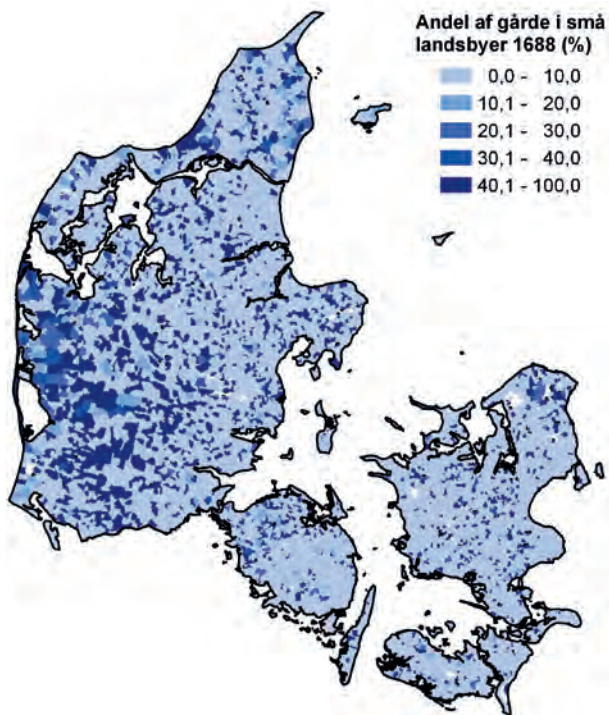 Andel af gårde i små
landsbyer 1688 (%)
0,0 - 10,0
10,1 - 20,0
20,1 - 30,0
30,1 - 40,0
40,1 - 100,0